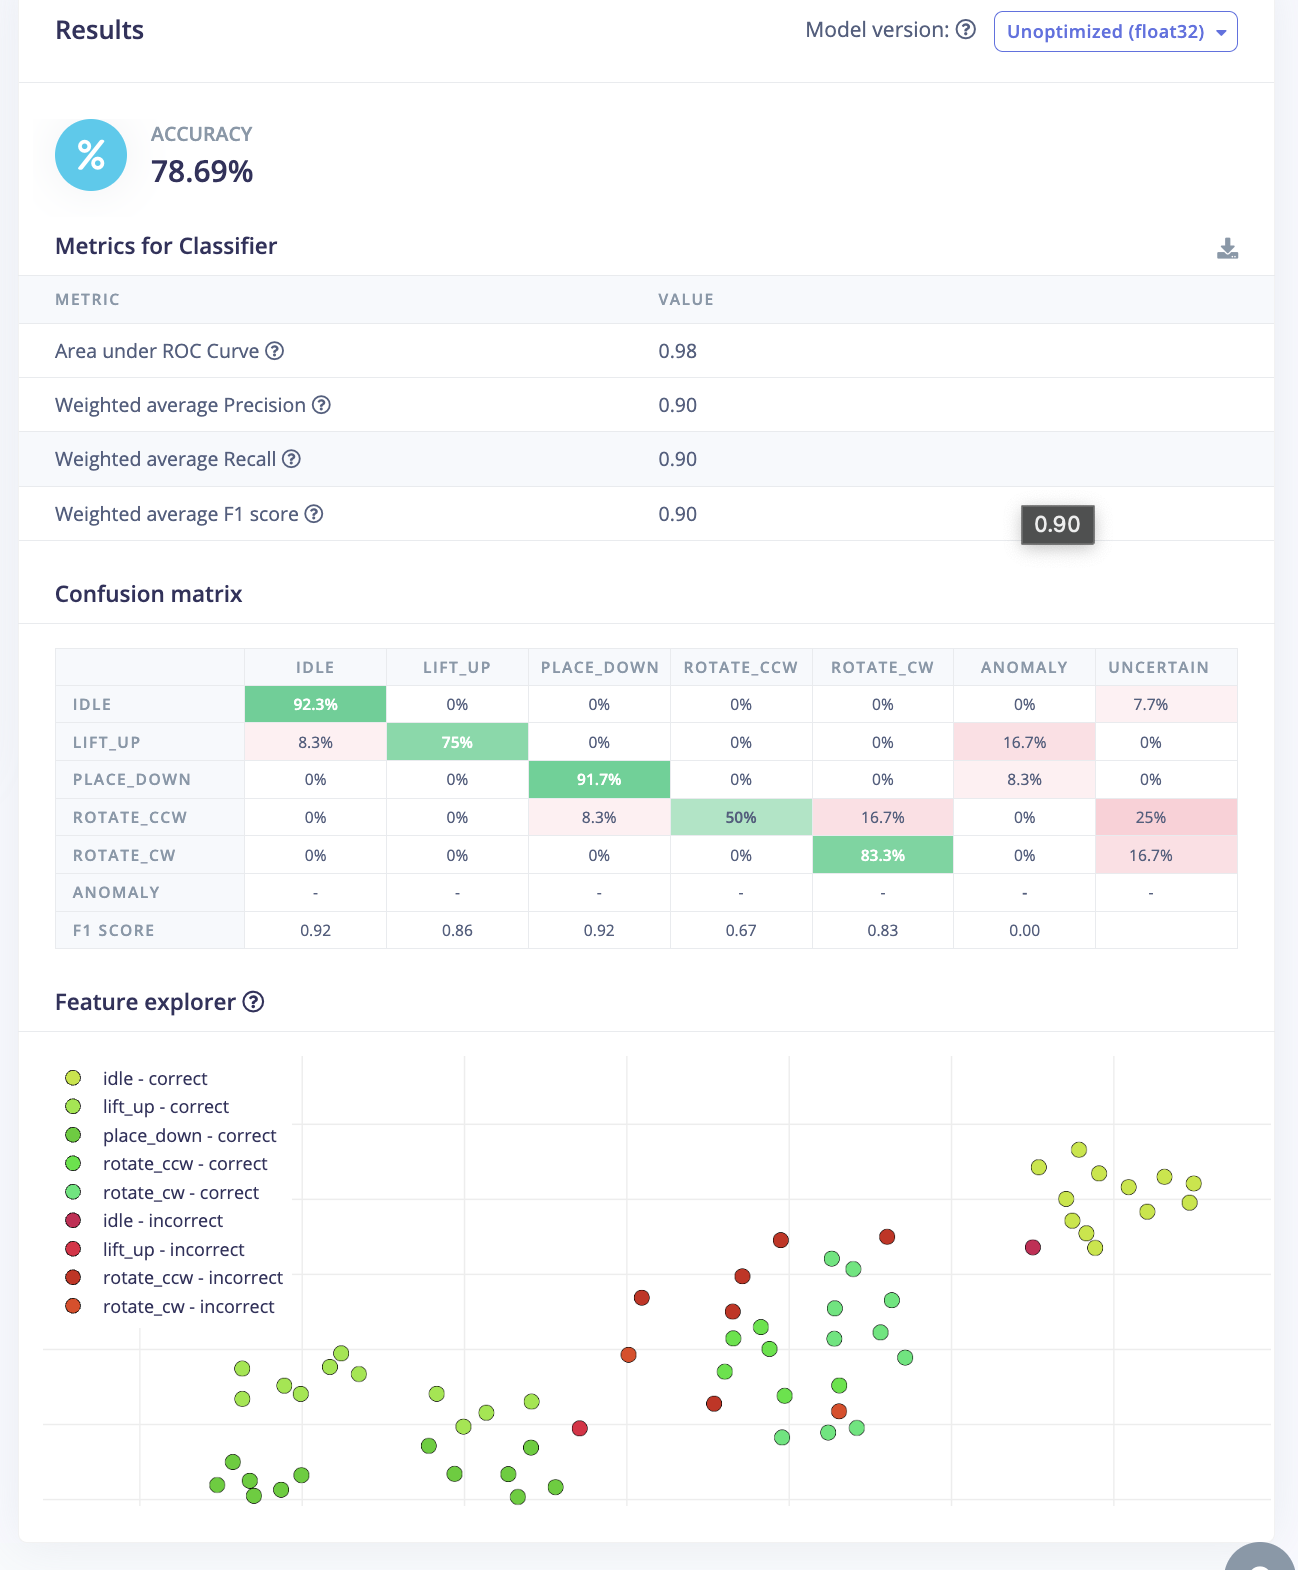 Results
Model version: ? Unoptimized (float32)
%
ACCURACY
78.69%
Metrics for Classifier
METRIC VALUE
Area under ROC Curve ? 0.98
Weighted average Precision ? 0.90
Weighted average Recall ? 0.90
Weighted average F1 score ? 0.90
0.90
Confusion matrix
IDLE LIFT_UP PLACE_DOWN ROTATE_CCW ROTATE_CW ANOMALY UNCERTAIN
IDLE 92.3% 0% 0% 0% 0% 0% 7.7%
LIFT_UP 8.3% 75% 0% 0% 0% 16.7% 0%
PLACE_DOWN 0% 0% 91.7% 0% 0% 8.3% 0%
ROTATE_CCW 0% 0% 8.3% 50% 16.7% 0% 25%
ROTATE_CW 0% 0% 0% 0% 83.3% 0% 16.7%
ANOMALY - - - - - - -
F1 SCORE 0.92 0.86 0.92 0.67 0.83 0.00
Feature explorer ?
idle - correct
lift_up - correct
place_down - correct
rotate_ccw - correct
rotate_cw - correct
idle - incorrect
lift_up - incorrect
rotate_ccw - incorrect
rotate_cw - incorrect